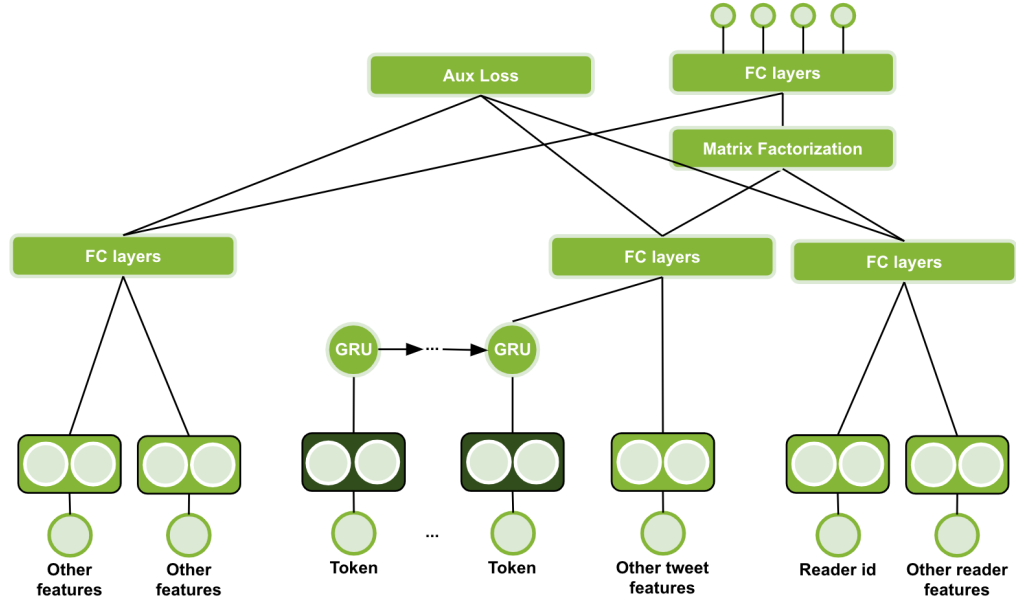 Aux Loss
FC layers
Matrix Factorization
FC layers
FC layers
FC layers
GRU
...
GRU
...
Other
features
Other
features
Token
Token
Other tweet
features
Reader id
Other reader
features